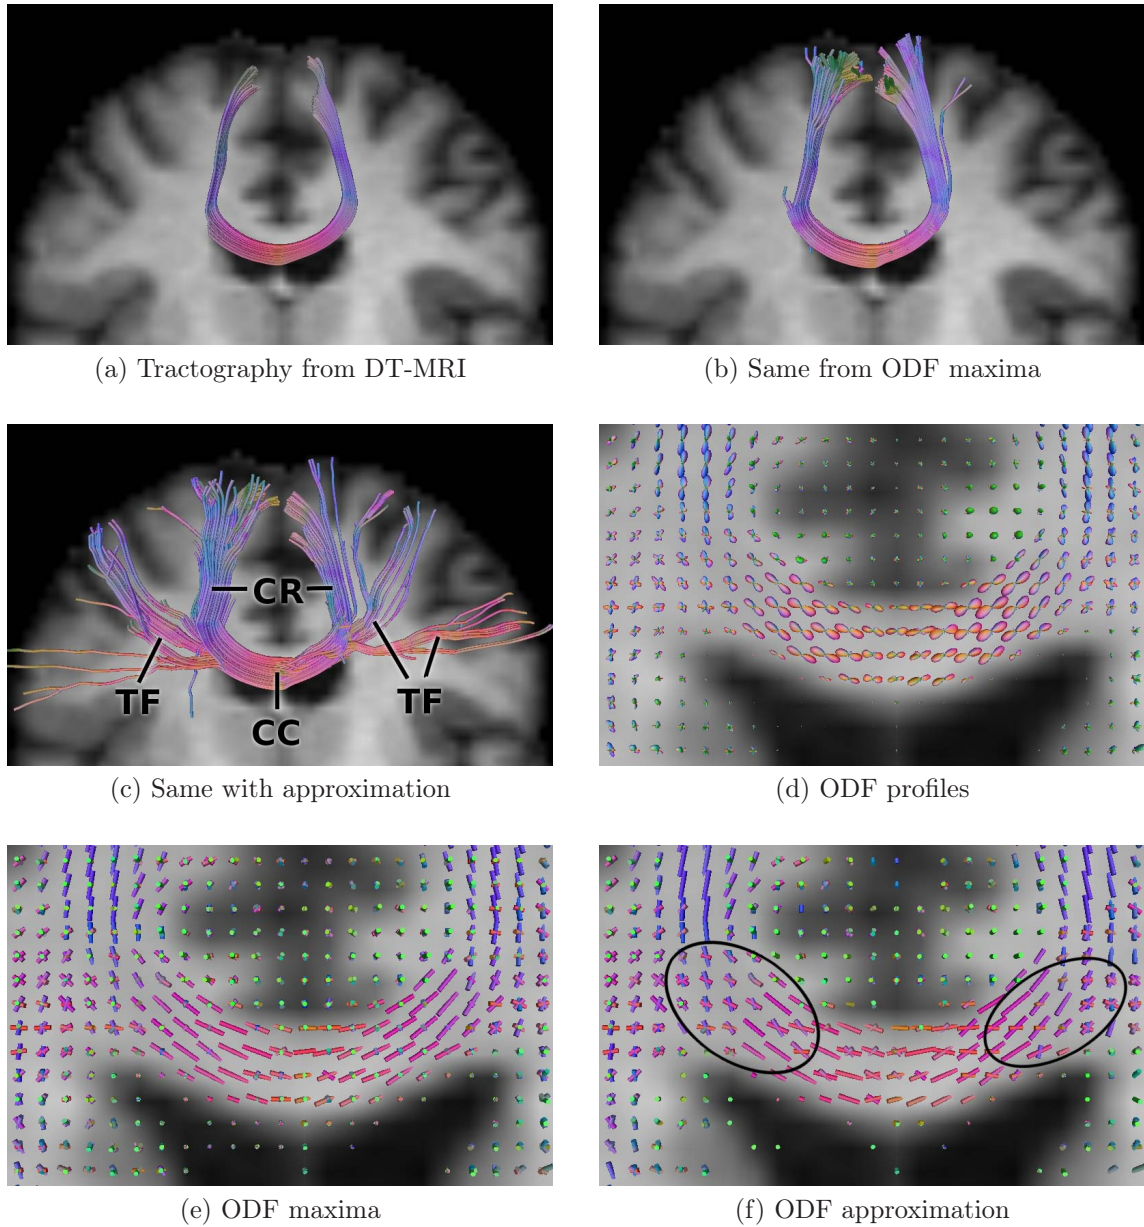 (a) Tractography from DT-MRI
(b) Same from ODF maxima
CR
TF
TF
CC
(c) Same with approximation
(d) ODF profiles
(e) ODF maxima
(f) ODF approximation